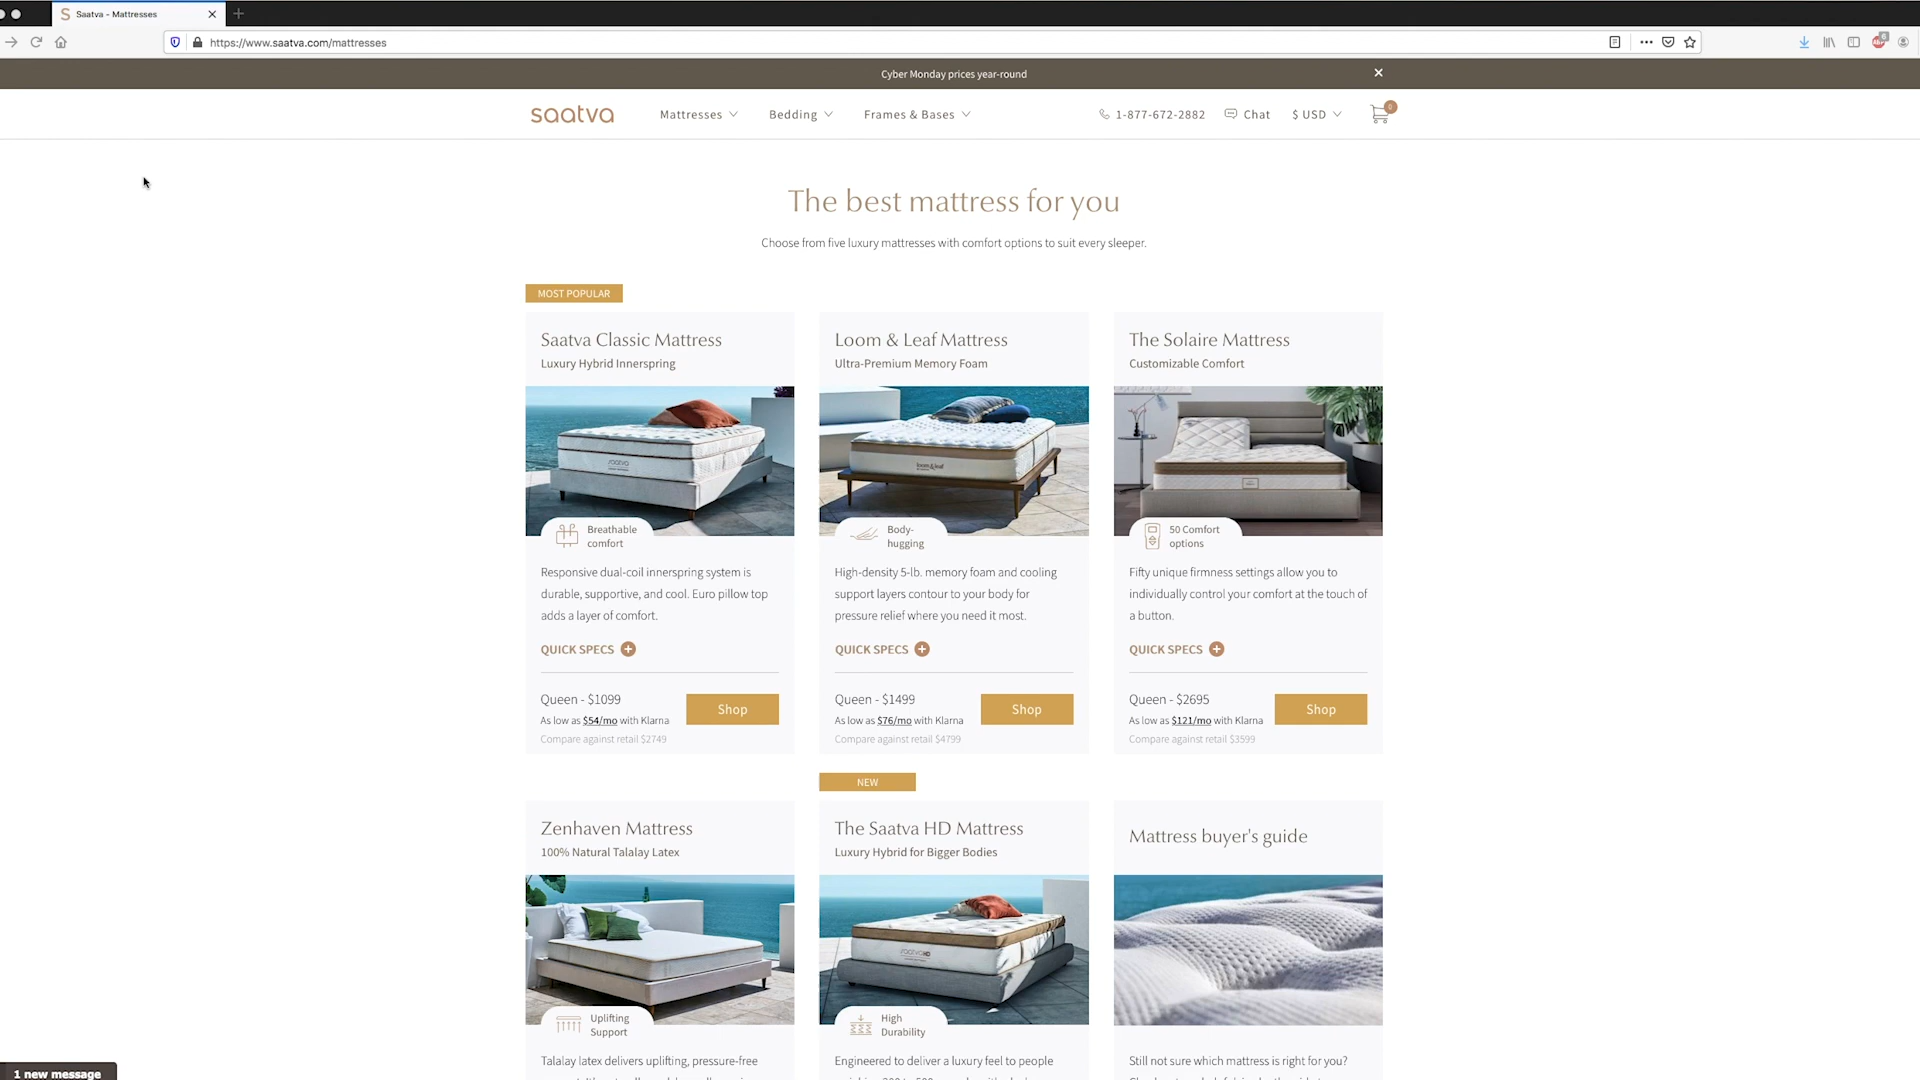 Saatva - Mattresses
https://www.saatva.com/mattresses
Cyber Monday prices year-round
saatva
Mattresses
Bedding
Frames & Bases
1-877-672-2882
Chat
$ USD
0
The best mattress for you
Choose from five luxury mattresses with comfort options to suit every sleeper.
MOST POPULAR
Saatva Classic Mattress
Luxury Hybrid Innerspring
saatva
Breathable
comfort
Responsive dual-coil innerspring system is
durable, supportive, and cool. Euro pillow top
adds a layer of comfort.
QUICK SPECS
Queen - $1099
As low as $54/mo with Klarna
Compare against retail $2749
Shop
Loom & Leaf Mattress
Ultra-Premium Memory Foam
loom&leaf
Body-
hugging
High-density 5-lb. memory foam and cooling
support layers contour to your body for
pressure relief where you need it most.
QUICK SPECS
Queen - $1499
As low as $76/mo with Klarna
Compare against retail $4799
Shop
The Solaire Mattress
Customizable Comfort
50 Comfort
options
Fifty unique firmness settings allow you to
individually control your comfort at the touch of
a button.
QUICK SPECS
Queen - $2695
As low as $121/mo with Klarna
Compare against retail $3599
Shop
Zenhaven Mattress
100% Natural Talalay Latex
Uplifting
Support
Talalay latex delivers uplifting, pressure-free
NEW
The Saatva HD Mattress
Luxury Hybrid for Bigger Bodies
saatva HD
High
Durability
Engineered to deliver a luxury feel to people
Mattress buyer's guide
Still not sure which mattress is right for you?
1 new message